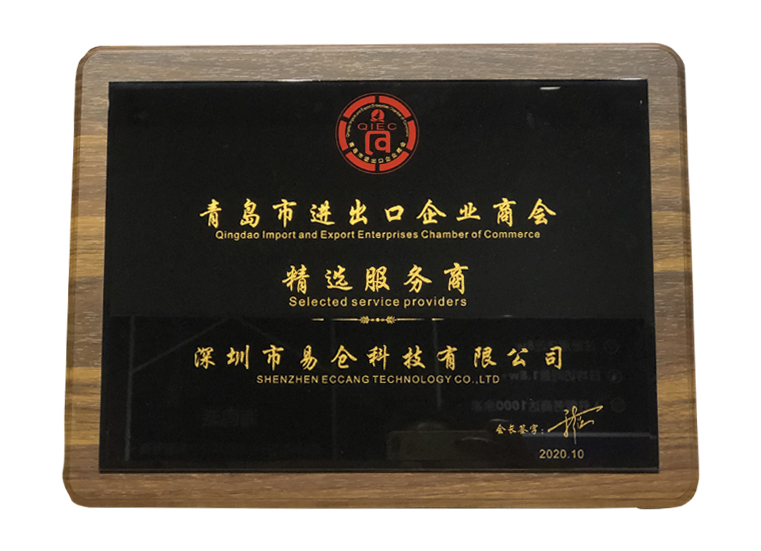 QIEC
青岛市进出口企业商会
Qingdao Import and Export Enterprises Chamber of Commerce
精选服务商
Selected service providers
深圳市易仓科技有限公司
SHENZHEN ECCANG TECHNOLOGY CO.,LTD
会长签字:
2020.10